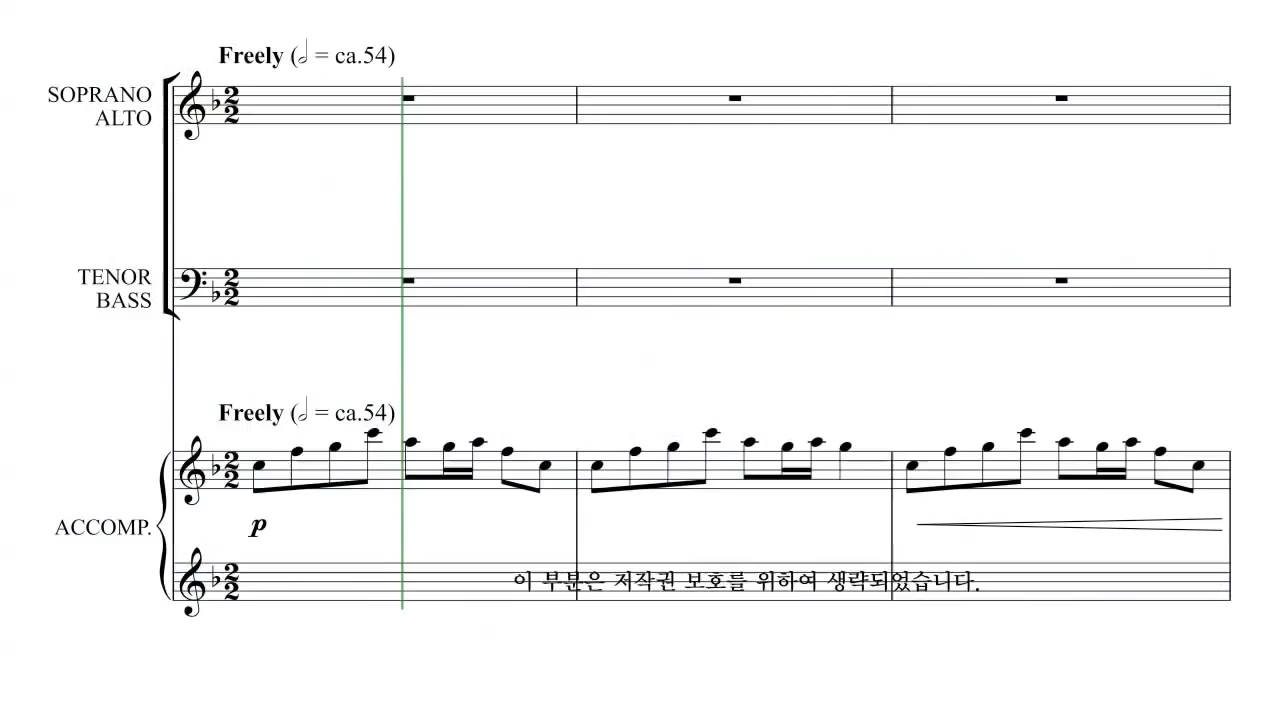 Freely (𝅗𝅥 = ca.54)
SOPRANO
ALTO
TENOR
BASS
Freely (𝅗𝅥 = ca.54)
ACCOMP.
p
이 부분은 저작권 보호를 위하여 생략되었습니다.